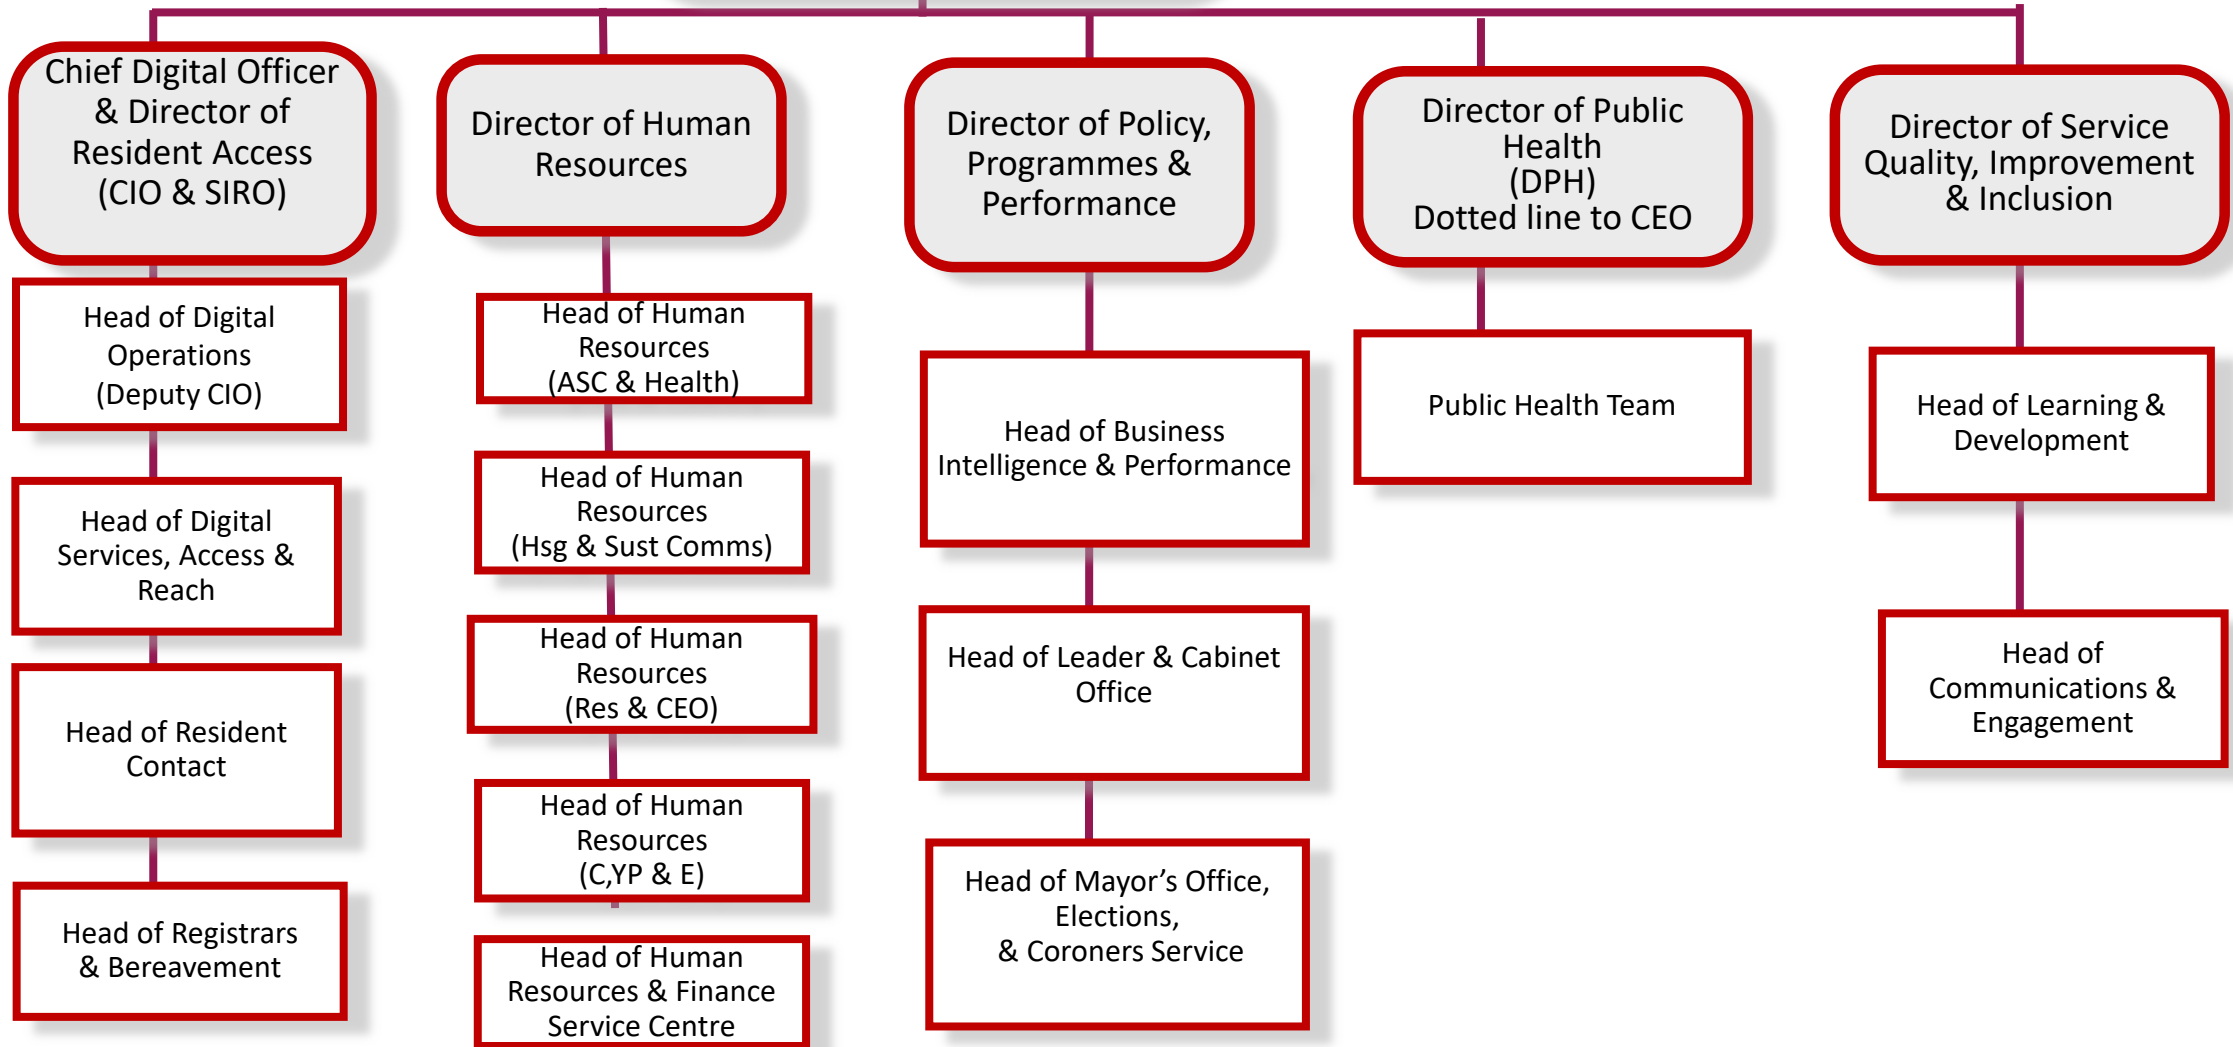 Chief Digital Officer
& Director of
Resident Access
(CIO & SIRO)
Head of Digital
Operations
(Deputy CIO)
Head of Digital
Services, Access &
Reach
Head of Resident
Contact
Head of Registrars
& Bereavement
Director of Human
Resources
Head of Human
Resources
(ASC & Health)
Head of Human
Resources
(Hsg & Sust Comms)
Head of Human
Resources
(Res & CEO)
Head of Human
Resources
(C,YP & E)
Head of Human
Resources & Finance
Service Centre
Director of Policy,
Programmes &
Performance
Head of Business
Intelligence & Performance
Head of Leader & Cabinet
Office
Head of Mayor’s Office,
Elections,
& Coroners Service
Director of Public
Health
(DPH)
Dotted line to CEO
Public Health Team
Director of Service
Quality, Improvement
& Inclusion
Head of Learning &
Development
Head of
Communications &
Engagement